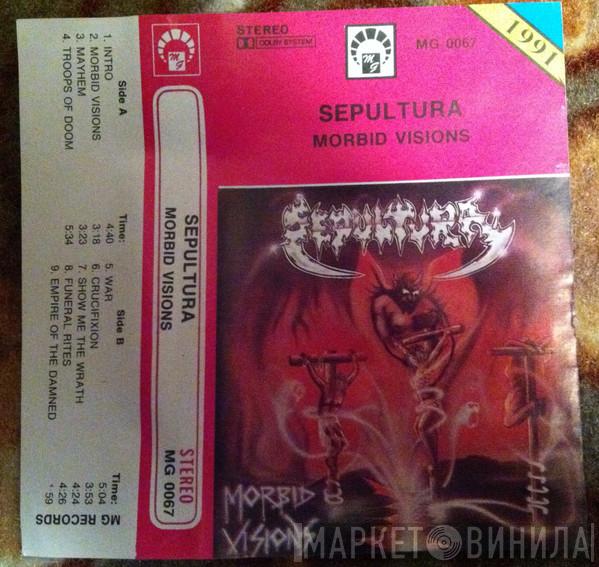 Side A
Time:
1. INTRO 4:40
2. MORBID VISIONS 3:18
3. MAYHEM 3:23
4. TROOPS OF DOOM 5:34
Side B
Time:
5. WAR 5:04
6. CRUCIFIXION 3:53
7. SHOW ME THE WRATH 4:24
8. FUNERAL RITES 4:26
9. EMPIRE OF THE DAMNED :59
MG RECORDS
MG
SEPULTURA
MORBID VISIONS
STEREO
MG 0067
STEREO
DOLBY SYSTEM
MG
MG 0067
1991
SEPULTURA
MORBID VISIONS
SEPULTURA
MORBID
VISIONS
МАРКЕТ ВИНИЛА